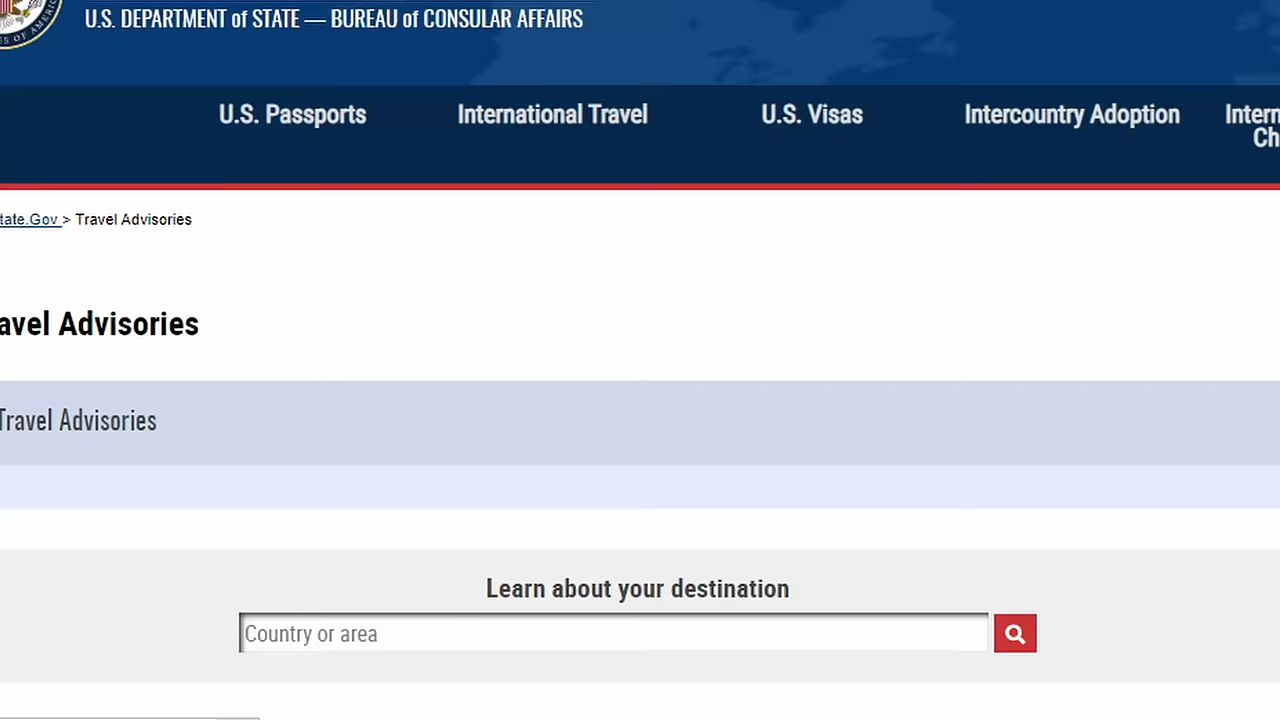 U.S. DEPARTMENT of STATE — BUREAU of CONSULAR AFFAIRS
U.S. Passports International Travel U.S. Visas Intercountry Adoption
tate.Gov > Travel Advisories
avel Advisories
Travel Advisories
Learn about your destination
Country or area